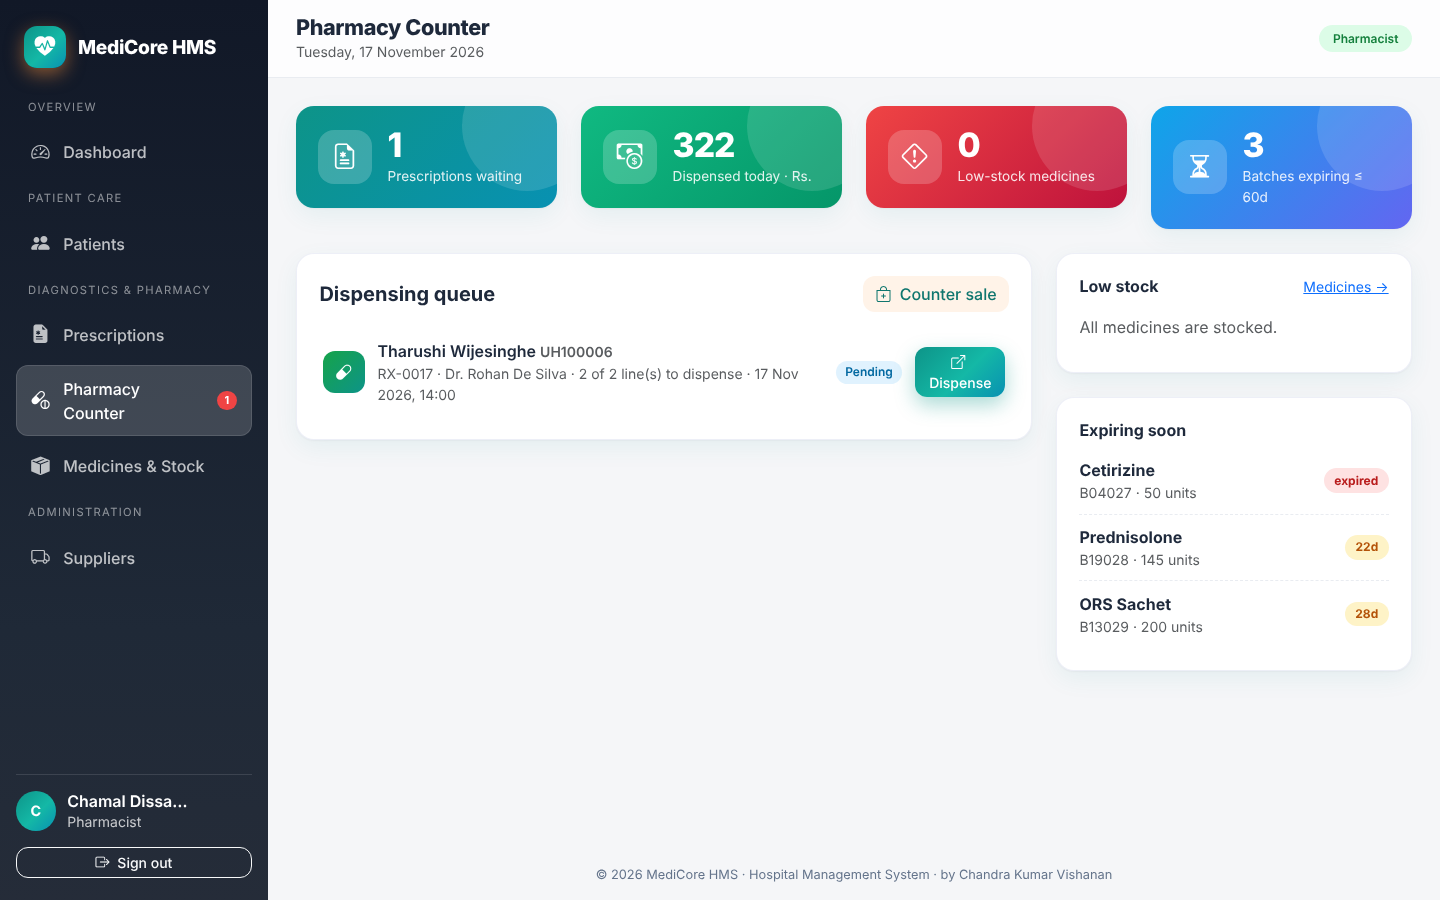 MediCore HMS
OVERVIEW
Dashboard
PATIENT CARE
Patients
DIAGNOSTICS & PHARMACY
Prescriptions
Pharmacy
Counter
1
Medicines & Stock
ADMINISTRATION
Suppliers
C
Chamal Dissa...
Pharmacist
Sign out
Pharmacy Counter
Tuesday, 17 November 2026
Pharmacist
1
Prescriptions waiting
322
Dispensed today · Rs.
0
Low-stock medicines
3
Batches expiring ≤
60d
Dispensing queue
Counter sale
Tharushi Wijesinghe UH100006
RX-0017 · Dr. Rohan De Silva · 2 of 2 line(s) to dispense · 17 Nov
2026, 14:00
Pending
Dispense
Low stock
Medicines →
All medicines are stocked.
Expiring soon
Cetirizine
B04027 · 50 units
expired
Prednisolone
B19028 · 145 units
22d
ORS Sachet
B13029 · 200 units
28d
© 2026 MediCore HMS · Hospital Management System · by Chandra Kumar Vishanan